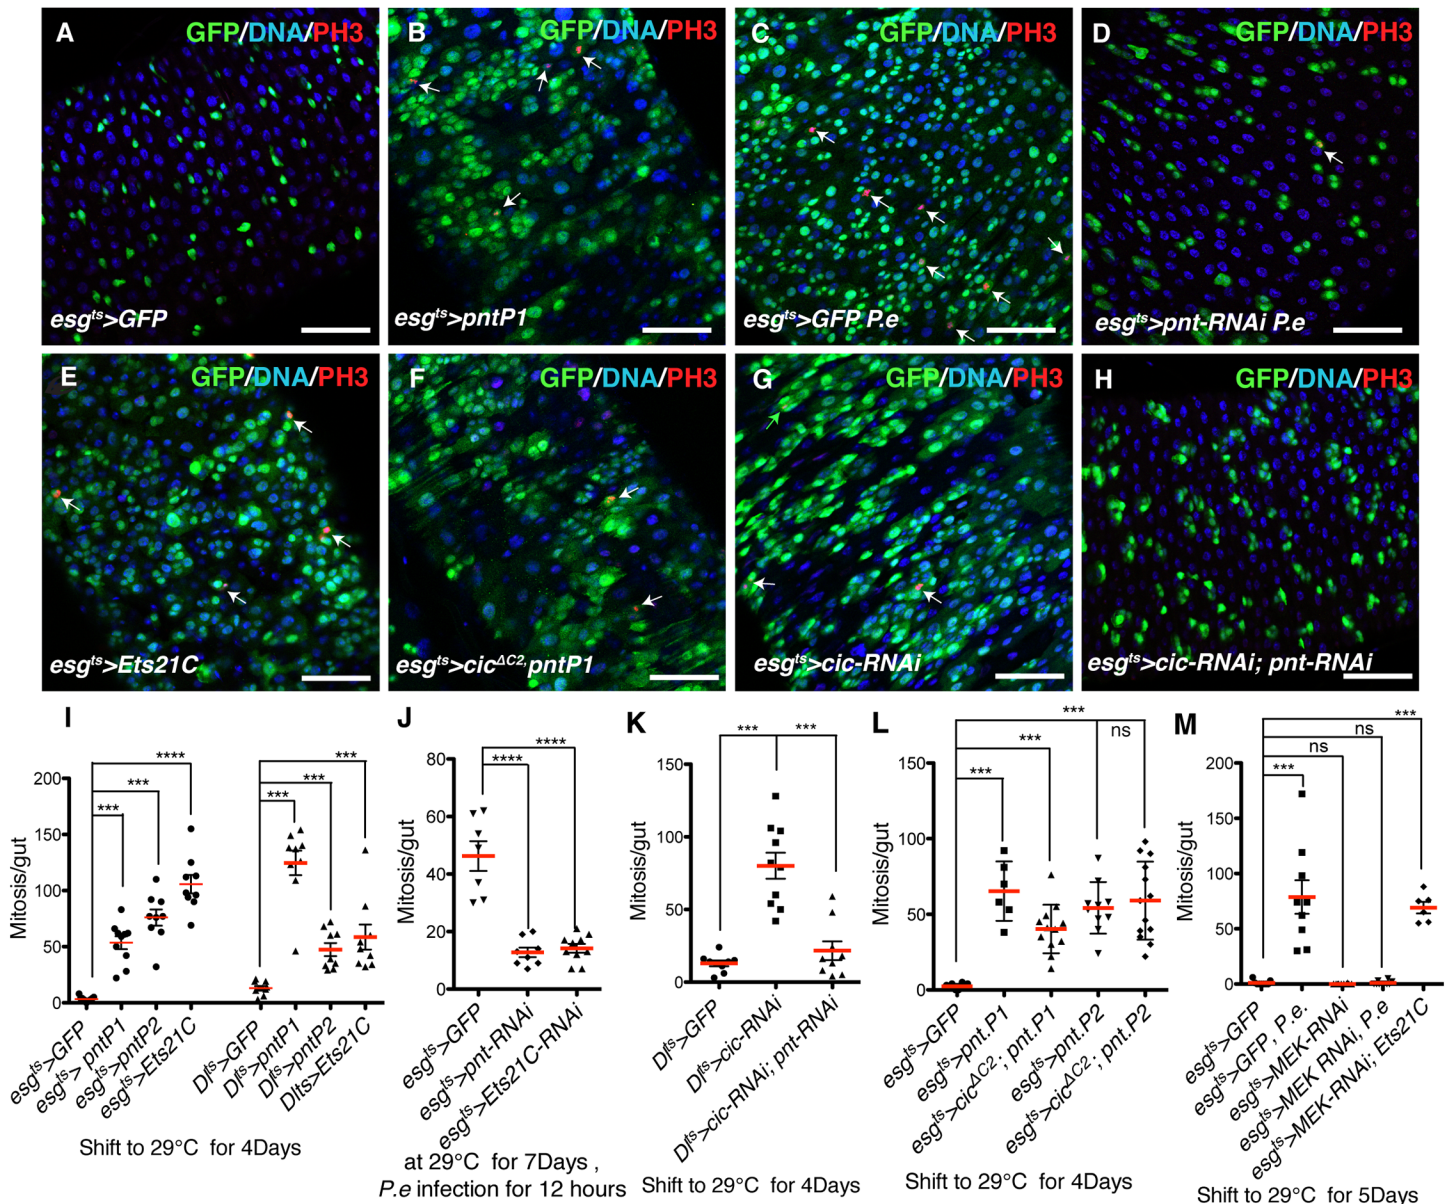 A GFP/DNA/PH3
esgts>GFP
B GFP/DNA/PH3
esgts>pntP1
C GFP/DNA/PH3
esgts>GFP P.e
D GFP/DNA/PH3
esgts>pnt-RNAi P.e
E GFP/DNA/PH3
esgts>Ets21C
F GFP/DNA/PH3
esgts>cicΔC2,pntP1
G GFP/DNA/PH3
esgts>cic-RNAi
H GFP/DNA/PH3
esgts>cic-RNAi; pnt-RNAi
I
**** 
***
***
***
***
***
200
150
100
50
0
Mitosis/gut
esgts>GFP
esgts> pntP1
esgts>pntP2
esgts>Ets21C
Dlts>GFP
Dlts>pntP1
Dlts>pntP2
Dlts>Ets21C
Shift to 29°C for 4Days
J
****
****
80
60
40
20
0
Mitosis/gut
esgts>GFP
esgts>pnt-RNAi
esgts>Ets21C-RNAi
at 29°C for 7Days ,
P.e infection for 12 hours
K
*** ***
150
100
50
0
Mitosis/gut
Dlts>GFP
Dlts>cic-RNAi
Dlts>cic-RNAi; pnt-RNAi
Shift to 29°C for 4Days
L
***
ns
***
***
150
100
50
0
Mitosis/gut
esgts>GFP
esgts>pnt.P1
esgts>cicΔC2; pnt.P1
esgts>pnt.P2
esgts>cicΔC2; pnt.P2
Shift to 29°C for 4Days
M
***
ns
ns
***
200
150
100
50
0
Mitosis/gut
esgts>GFP
esgts>GFP, P.e.
esgts>MEK-RNAi
esgts>MEK RNAi, P.e
esgts>MEK-RNAi; Ets21C
Shift to 29°C for 5Days